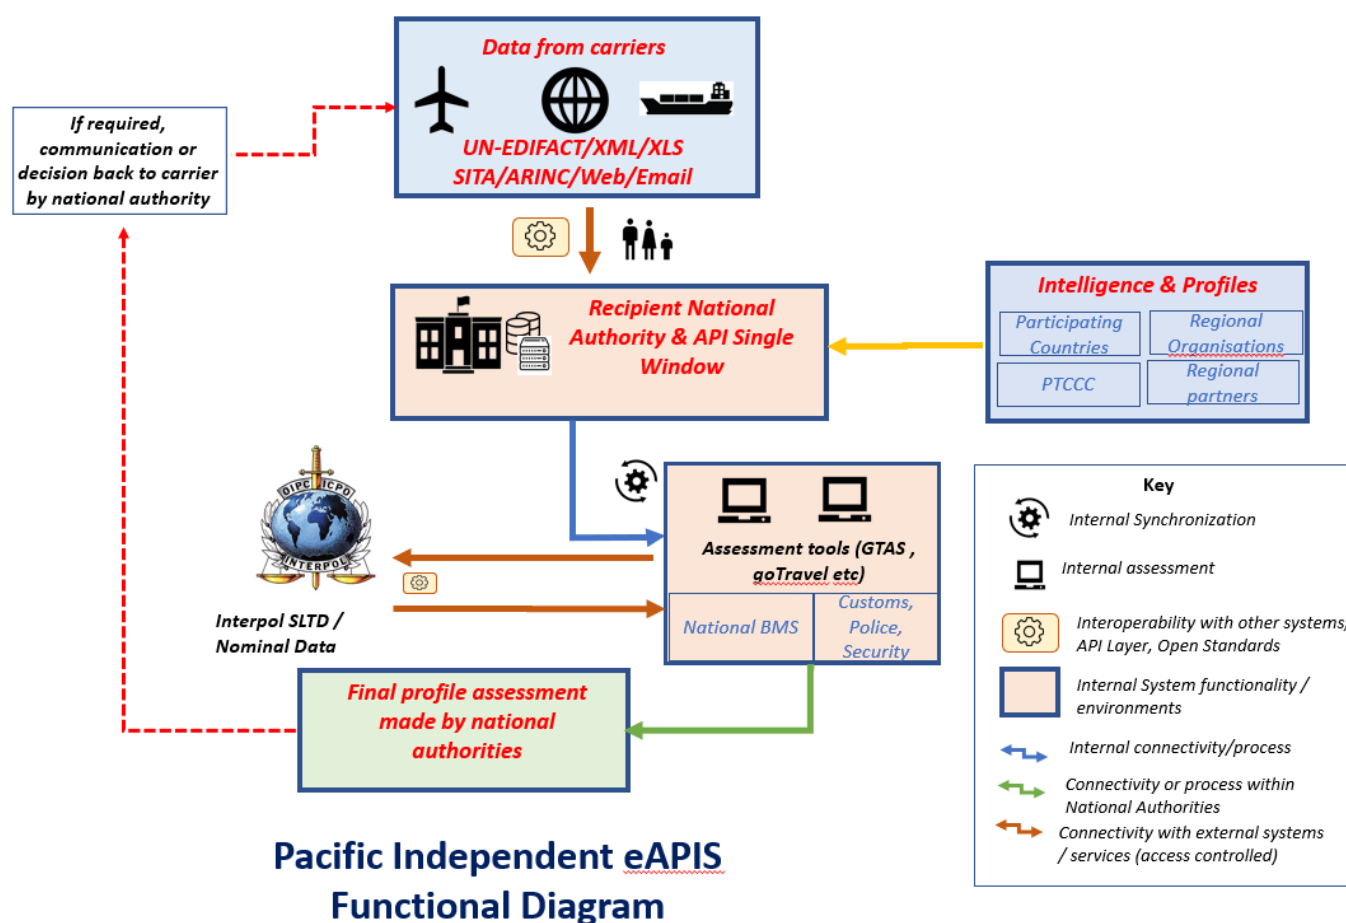 Data from carriers
UN-EDIFACT/XML/XLS
SITA/ARINC/Web/Email
If required,
communication or
decision back to carrier
by national authority
Recipient National
Authority & API Single
Window
Intelligence & Profiles
Participating
Countries
Regional
Organisations
PTCCC
Regional
partners
OIPC ICPO
INTERPOL
Interpol SLTD /
Nominal Data
Assessment tools (GTAS ,
goTravel etc)
National BMS
Customs,
Police,
Security
Final profile assessment
made by national
authorities
Key
Internal Synchronization
Internal assessment
Interoperability with other systems,
API Layer, Open Standards
Internal System functionality /
environments
Internal connectivity/process
Connectivity or process within
National Authorities
Connectivity with external systems
/ services (access controlled)
Pacific Independent eAPIS
Functional Diagram